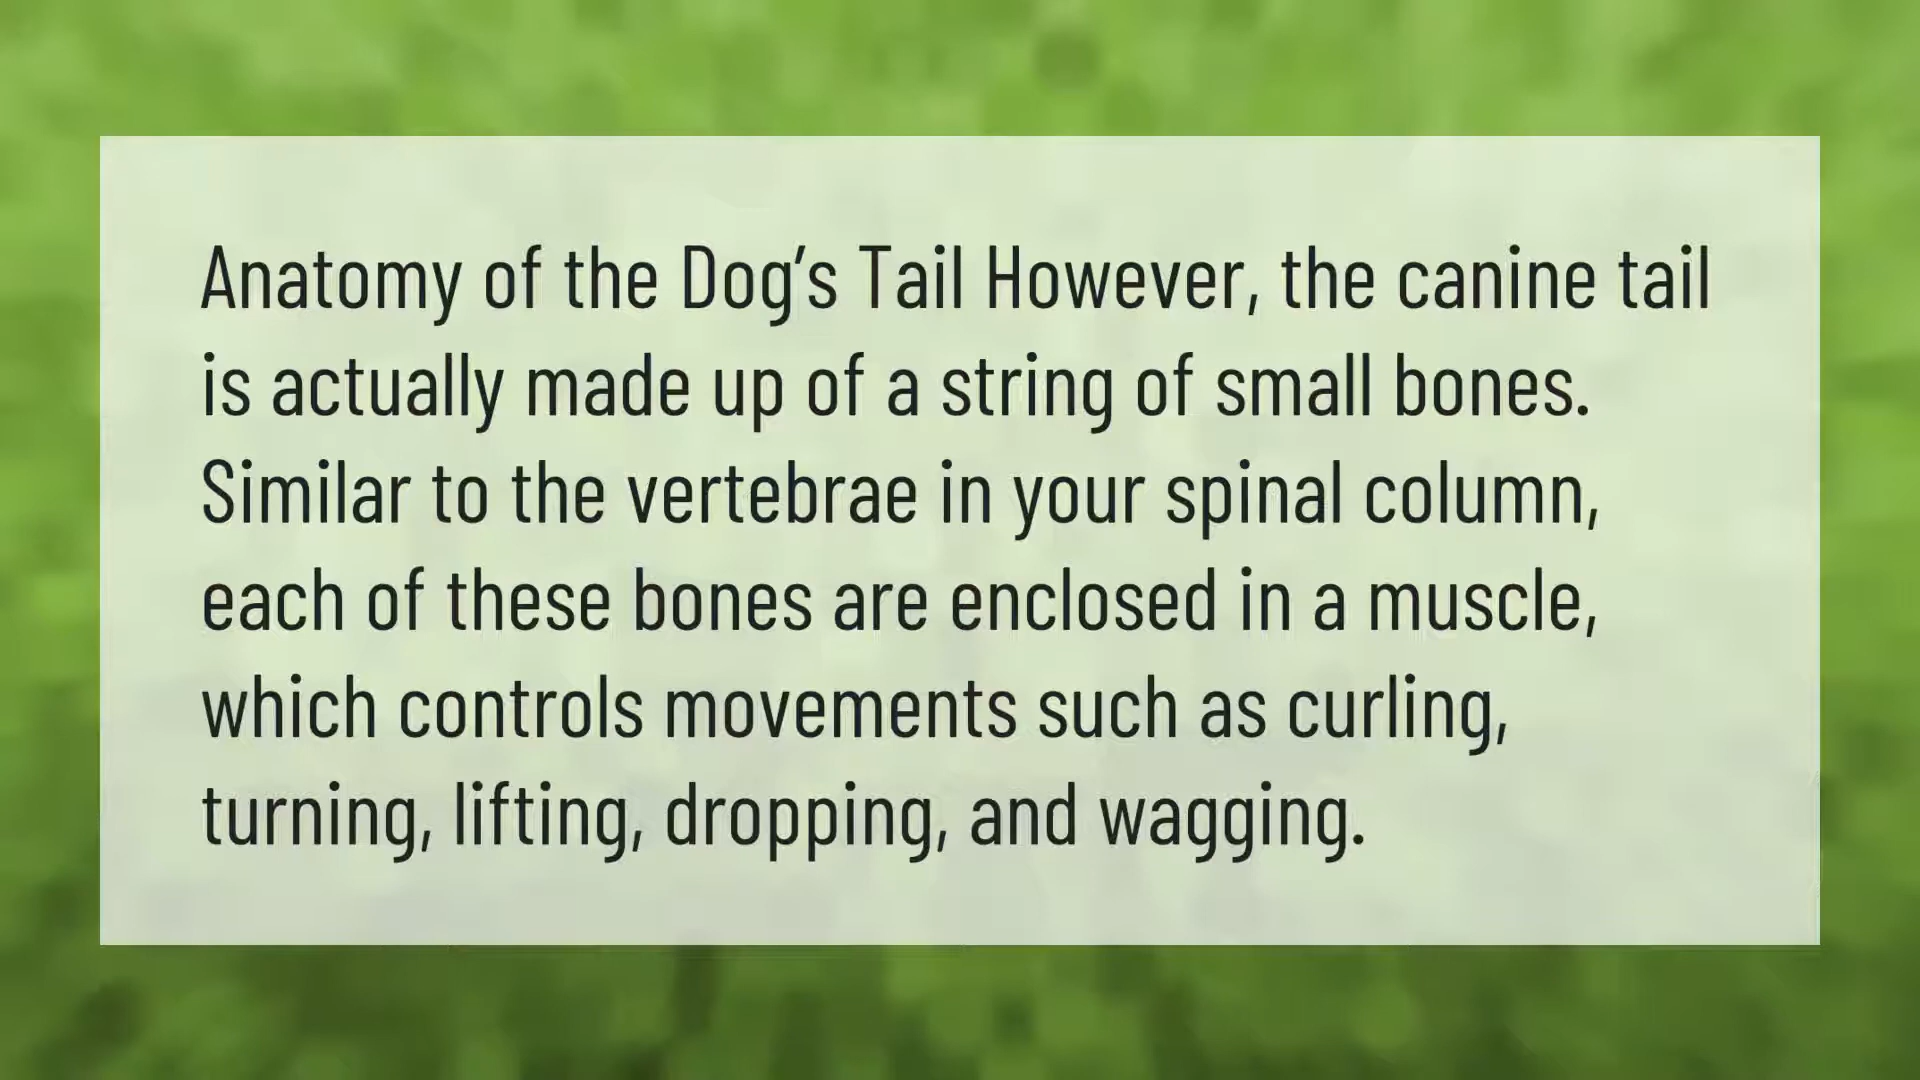 Anatomy of the Dog’s Tail However, the canine tail
is actually made up of a string of small bones.
Similar to the vertebrae in your spinal column,
each of these bones are enclosed in a muscle,
which controls movements such as curling,
turning, lifting, dropping, and wagging.